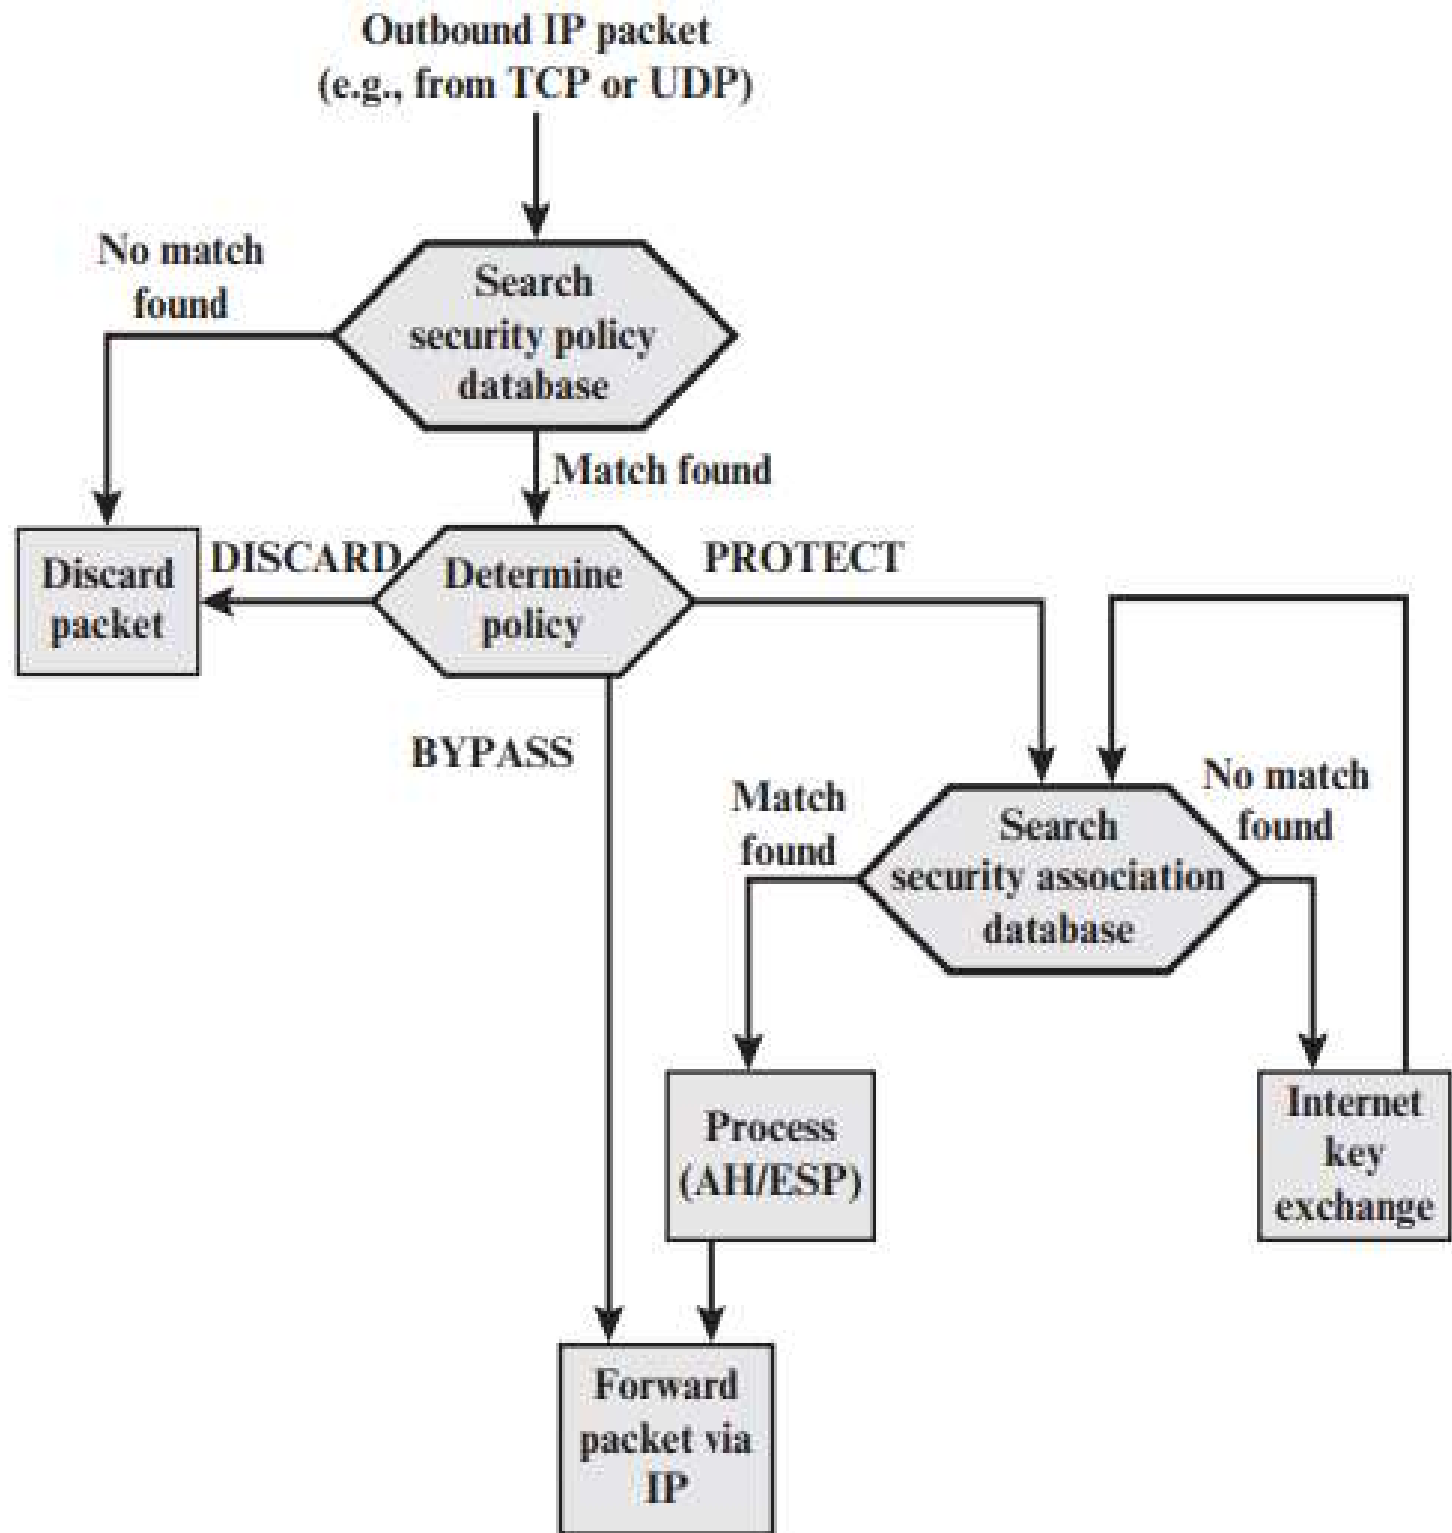 Outbound IP packet
(e.g., from TCP or UDP)
No match
found
Search
security policy
database
Match found
Discard
packet
DISCARD
Determine
policy
PROTECT
BYPASS
Match
found
Search
security association
database
No match
found
Process
(AH/ESP)
Internet
key
exchange
Forward
packet via
IP